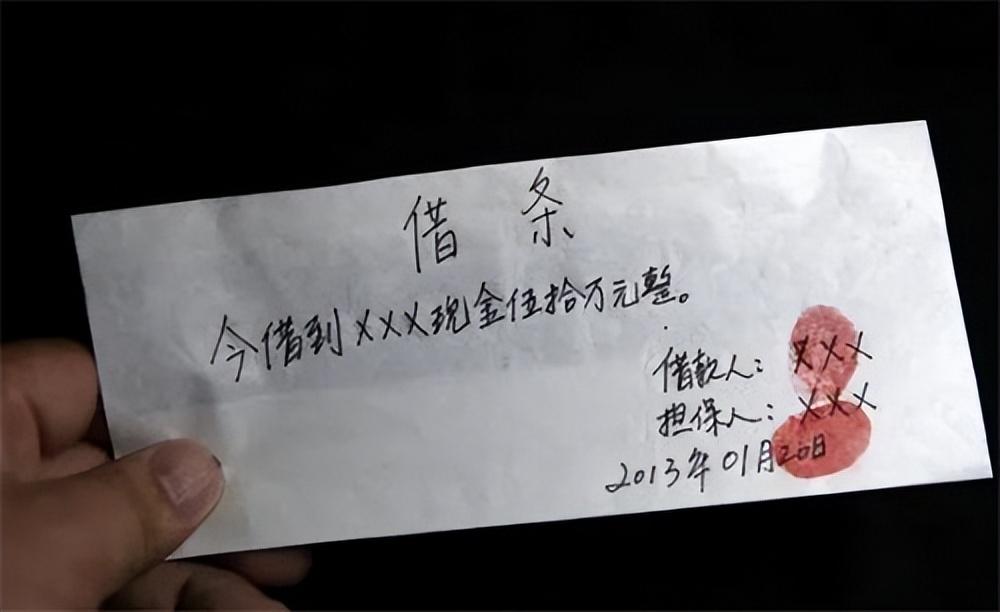 借条
今借到XXX现金伍拾万元整。
借款人：XXX
担保人：XXX
2013年01月20日